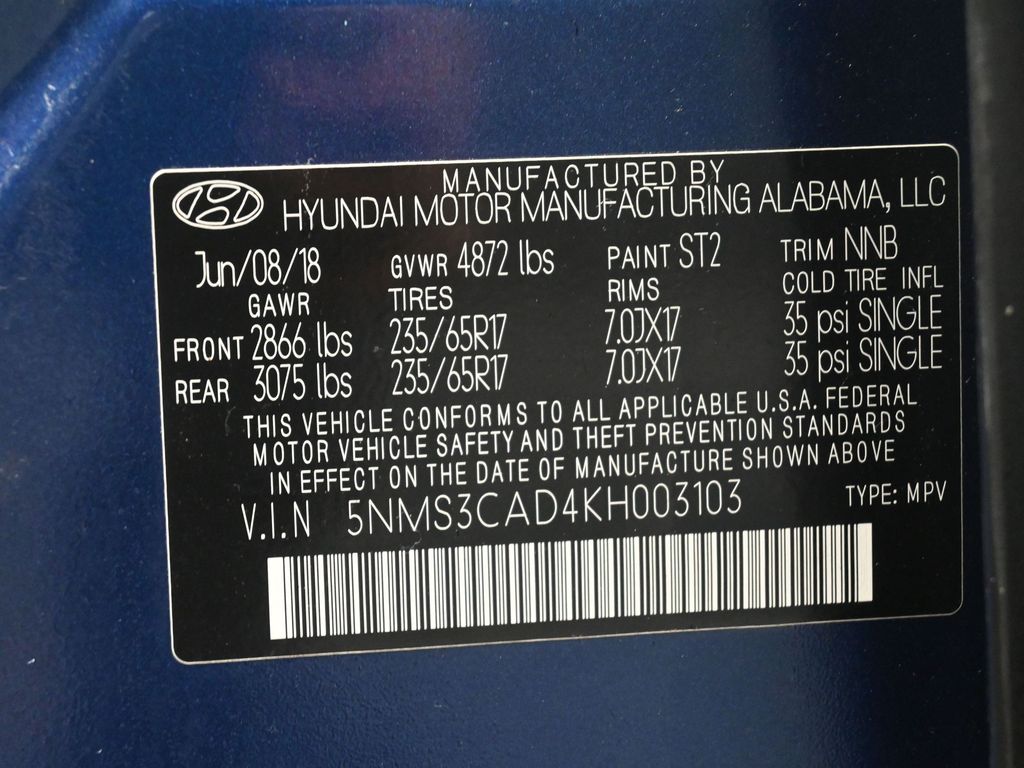 MANUFACTURED BY
HYUNDAI MOTOR MANUFACTURING ALABAMA, LLC
Jun/08/18 GVWR 4872 lbs PAINT ST2 TRIM NNB
GAWR TIRES RIMS COLD TIRE INFL
FRONT 2866 lbs 235/65R17 7.0JX17 35 psi SINGLE
REAR 3075 lbs 235/65R17 7.0JX17 35 psi SINGLE
THIS VEHICLE CONFORMS TO ALL APPLICABLE U.S.A. FEDERAL
MOTOR VEHICLE SAFETY AND THEFT PREVENTION STANDARDS
IN EFFECT ON THE DATE OF MANUFACTURE SHOWN ABOVE
V.I.N 5NMS3CAD4KH003103 TYPE: MPV